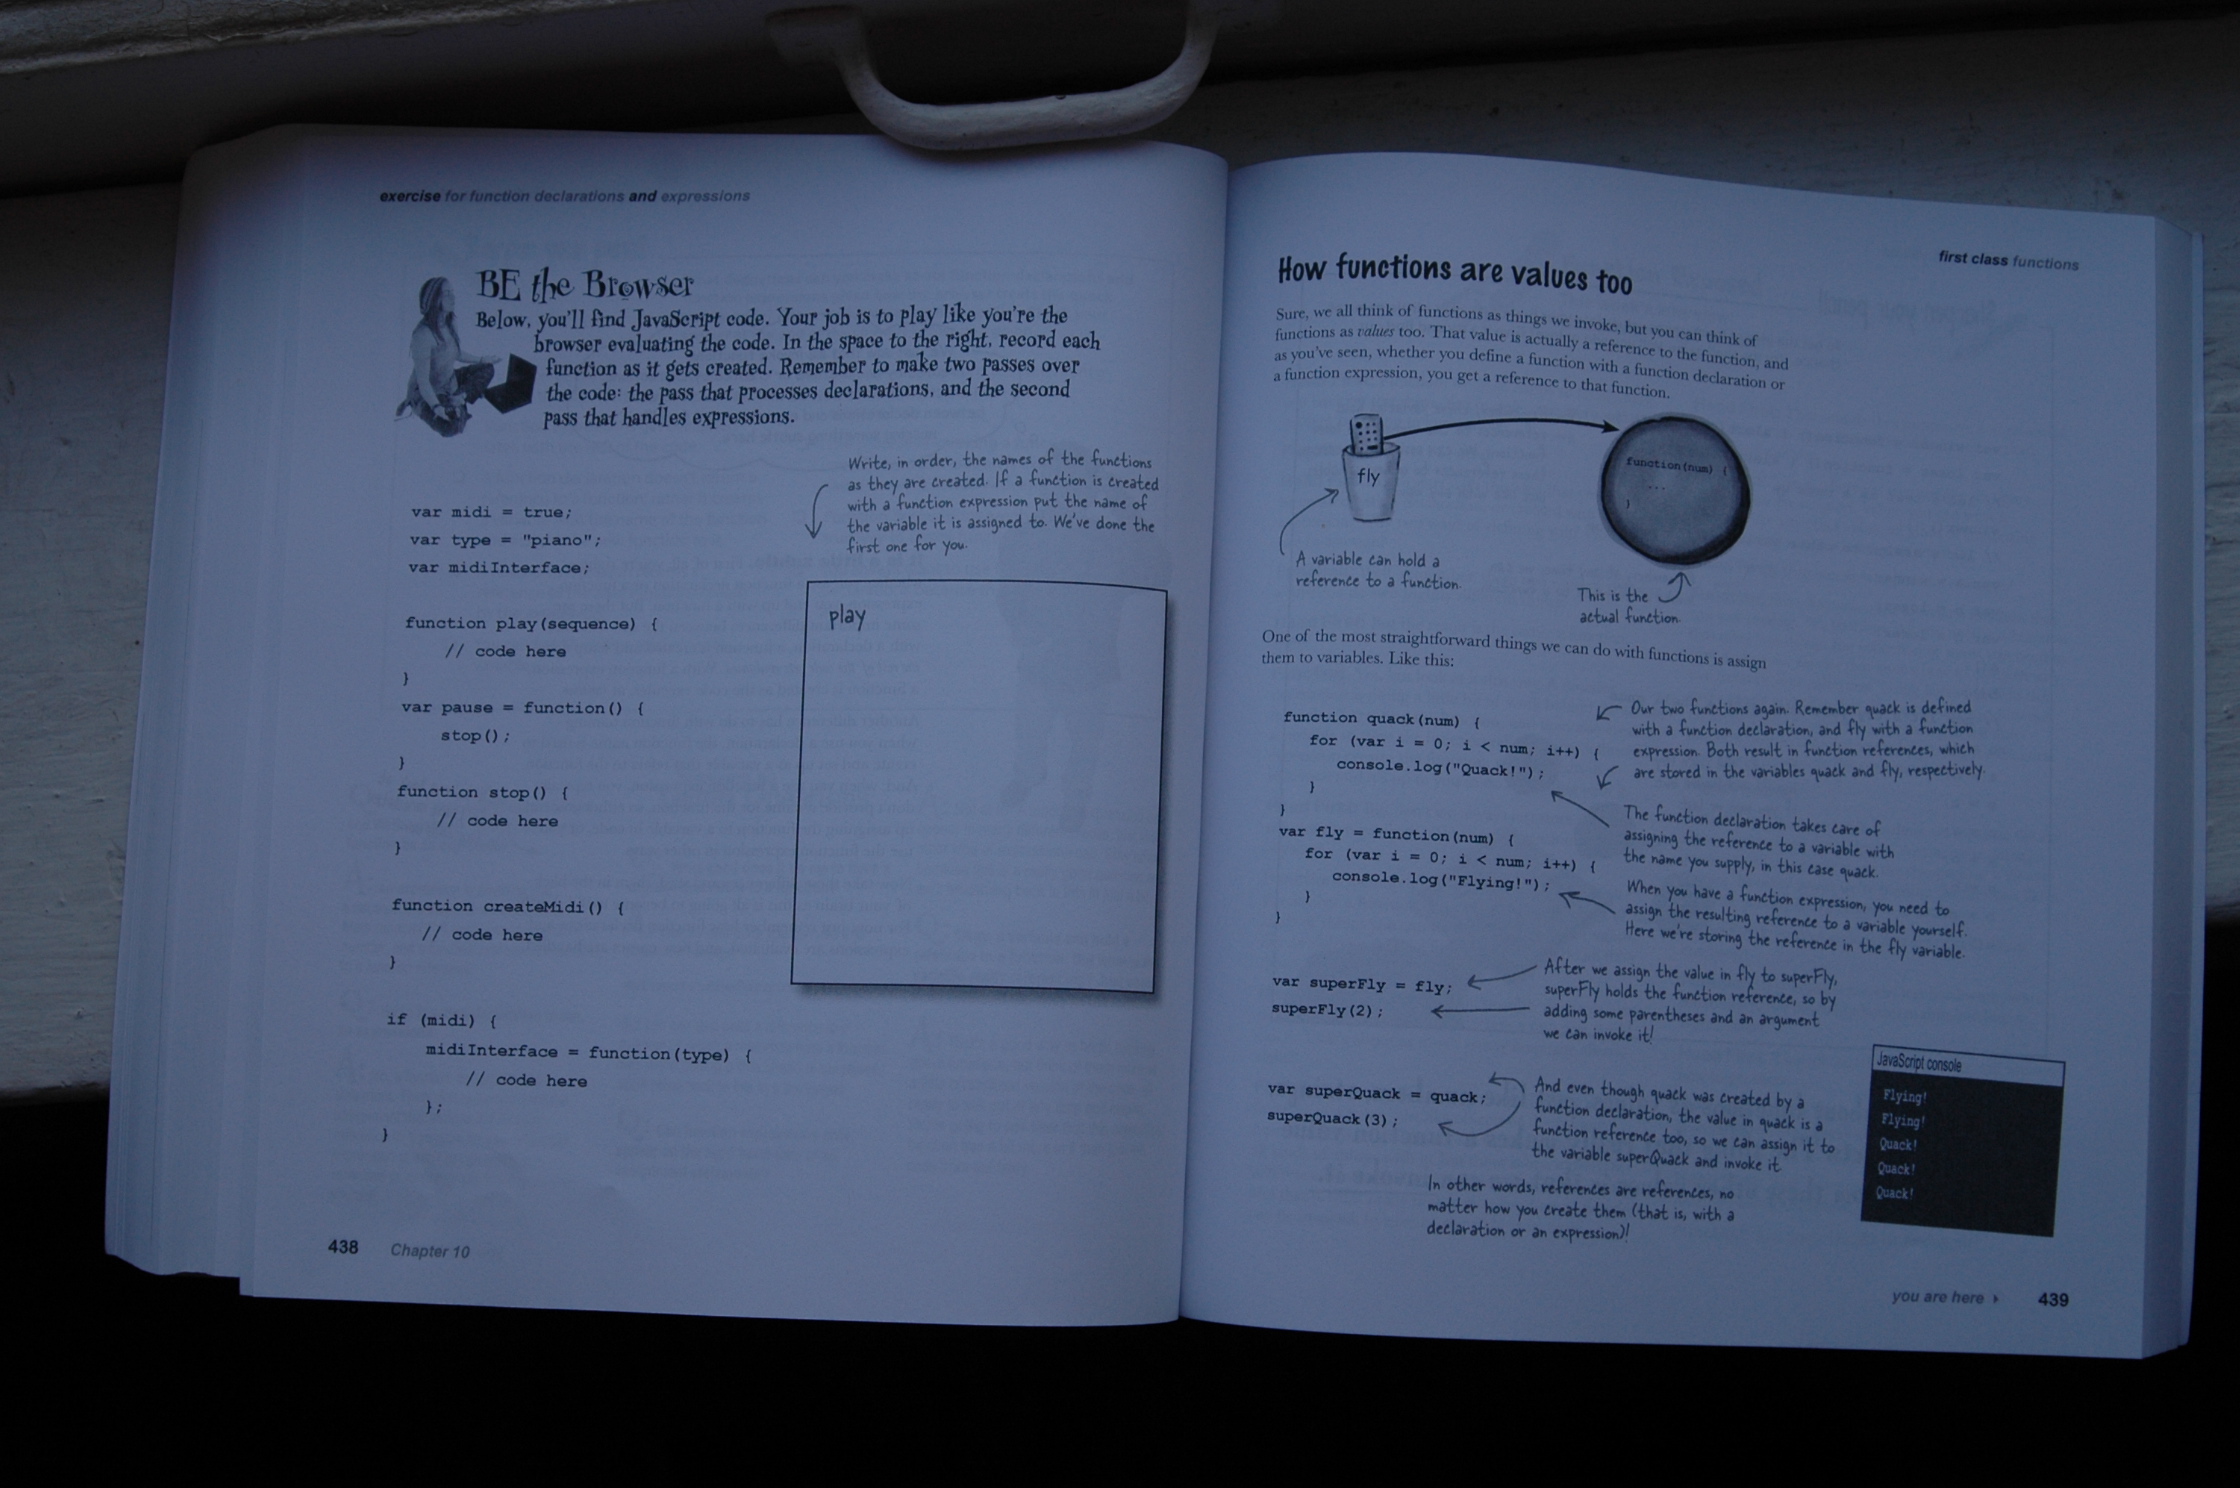 exercise for function declarations and expressions
BE the Browser
Below, you'll find JavaScript code. Your job is to play like you're the
browser evaluating the code. In the space to the right, record each
function as it gets created. Remember to make two passes over
the code: the pass that processes declarations, and the second
pass that handles expressions.
Write, in order, the names of the functions
as they are created. If a function is created
with a function expression put the name of
the variable it is assigned to. We've done the
first one for you.
var midi = true;
var type = "piano";
var midiInterface;
function play(sequence) {
// code here
}
var pause = function() {
stop();
}
function stop() {
// code here
}
function createMidi() {
// code here
}
if (midi) {
midiInterface = function(type) {
// code here
};
}
play
438 Chapter 10
first class functions
How functions are values too
Sure, we all think of functions as things we invoke, but you can think of
functions as values too. That value is actually a reference to the function, and
as you've seen, whether you define a function with a function declaration or
a function expression, you get a reference to that function.
fly
function(num) {
...
}
A variable can hold a
reference to a function.
This is the
actual function.
One of the most straightforward things we can do with functions is assign
them to variables. Like this:
function quack(num) {
for (var i = 0; i < num; i++) {
console.log("Quack!");
}
}
var fly = function(num) {
for (var i = 0; i < num; i++) {
console.log("Flying!");
}
}
Our two functions again. Remember quack is defined
with a function declaration, and fly with a function
expression. Both result in function references, which
are stored in the variables quack and fly, respectively.
The function declaration takes care of
assigning the reference to a variable with
the name you supply, in this case quack.
When you have a function expression, you need to
assign the resulting reference to a variable yourself.
Here we're storing the reference in the fly variable.
var superFly = fly;
superFly(2);
After we assign the value in fly to superFly,
superFly holds the function reference, so by
adding some parentheses and an argument
we can invoke it!
var superQuack = quack;
superQuack(3);
And even though quack was created by a
function declaration, the value in quack is a
function reference too, so we can assign it to
the variable superQuack and invoke it.
In other words, references are references, no
matter how you create them (that is, with a
declaration or an expression)!
JavaScript console
Flying!
Flying!
Quack!
Quack!
Quack!
you are here 439